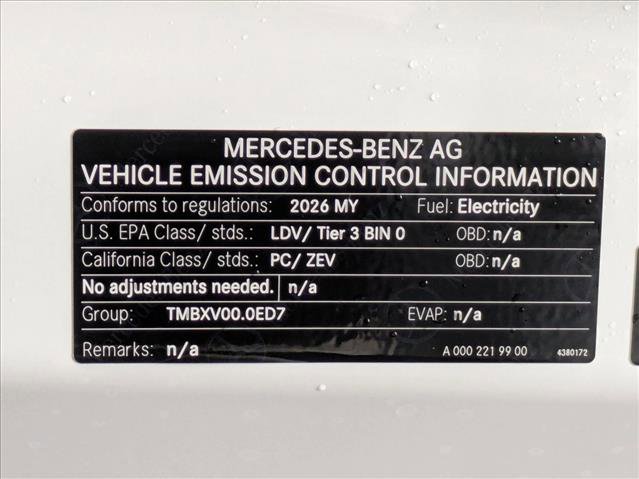 MERCEDES-BENZ AG
VEHICLE EMISSION CONTROL INFORMATION
Conforms to regulations: 2026 MY Fuel: Electricity
U.S. EPA Class/ stds.: LDV/ Tier 3 BIN 0 OBD: n/a
California Class/ stds.: PC/ ZEV OBD: n/a
No adjustments needed. n/a
Group: TMBXV00.0ED7 EVAP: n/a
Remarks: n/a A 000 221 99 00 4380172